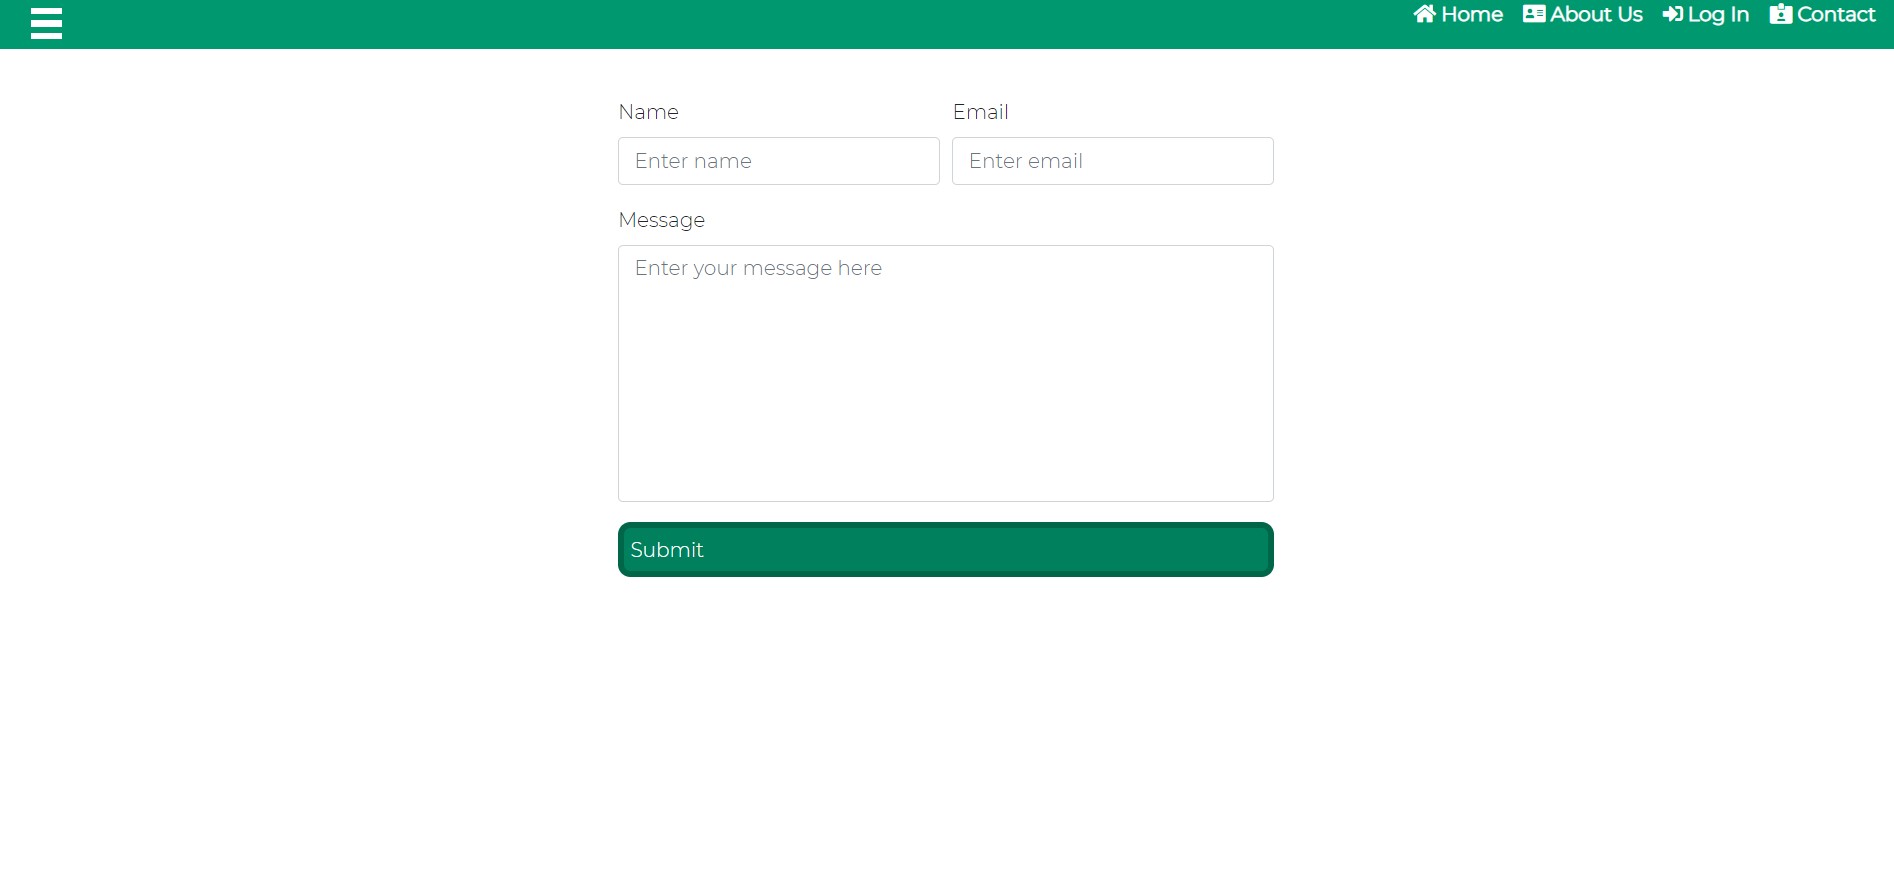 Home About Us Log In Contact
Name Email
Enter name Enter email
Message
Enter your message here
Submit